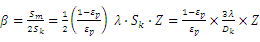 β = S_m/2S_k = 1/2 ((1−ε_p)/ε_p) λ · S_k · Z = (1−ε_p)/ε_p × 3λ/D_k × Z